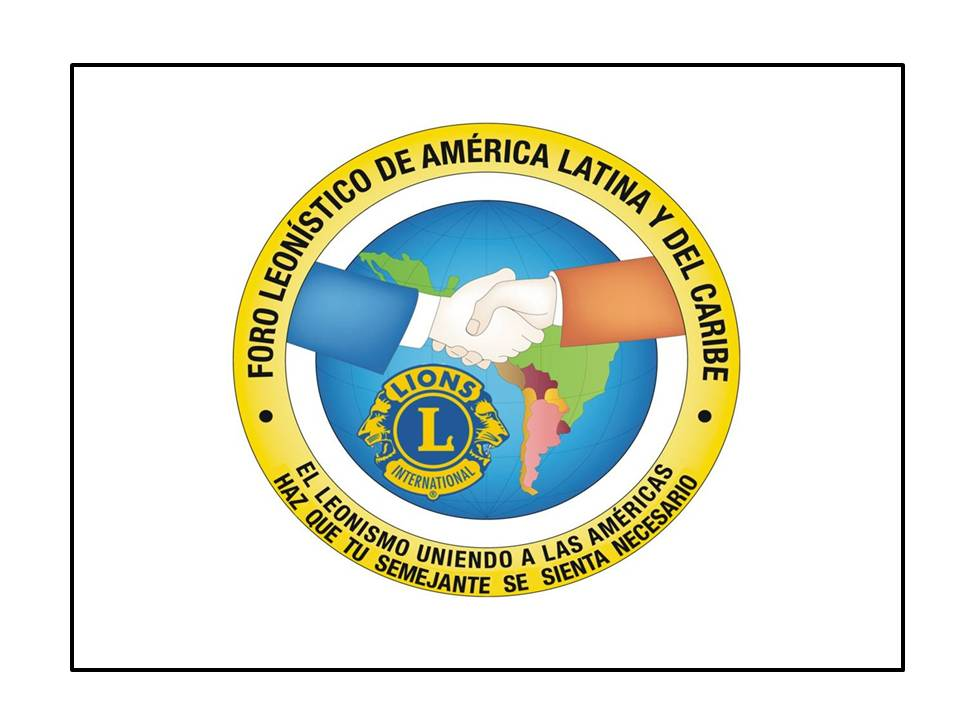 FORO LEONÍSTICO DE AMÉRICA LATINA Y DEL CARIBE
LIONS
L
INTERNATIONAL
®
EL LEONISMO UNIENDO A LAS AMÉRICAS
HAZ QUE TU SEMEJANTE SE SIENTA NECESARIO